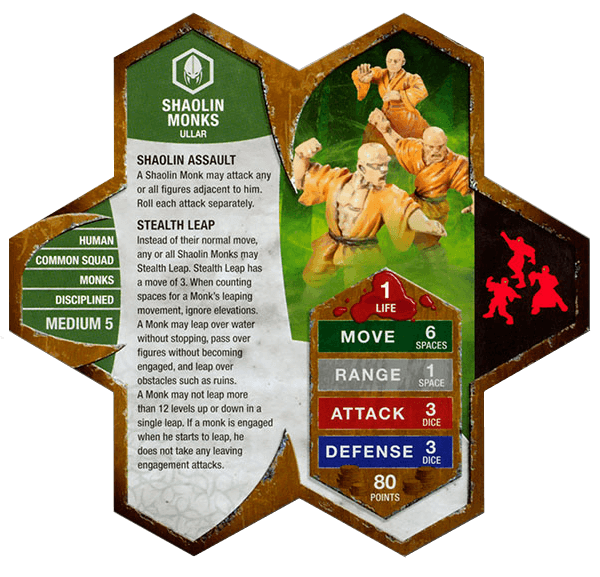 SHAOLIN
MONKS
ULLAR
SHAOLIN ASSAULT
A Shaolin Monk may attack any
or all figures adjacent to him.
Roll each attack separately.
STEALTH LEAP
Instead of their normal move,
any or all Shaolin Monks may
Stealth Leap. Stealth Leap has
a move of 3. When counting
spaces for a Monk's leaping
movement, ignore elevations.
A Monk may leap over water
without stopping, pass over
figures without becoming
engaged, and leap over
obstacles such as ruins.
A Monk may not leap more
than 12 levels up or down in a
single leap. If a monk is engaged
when he starts to leap, he
does not take any leaving
engagement attacks.
HUMAN
COMMON SQUAD
MONKS
DISCIPLINED
MEDIUM 5
1
LIFE
MOVE 6
SPACES
RANGE 1
SPACE
ATTACK 3
DICE
DEFENSE 3
DICE
80
POINTS